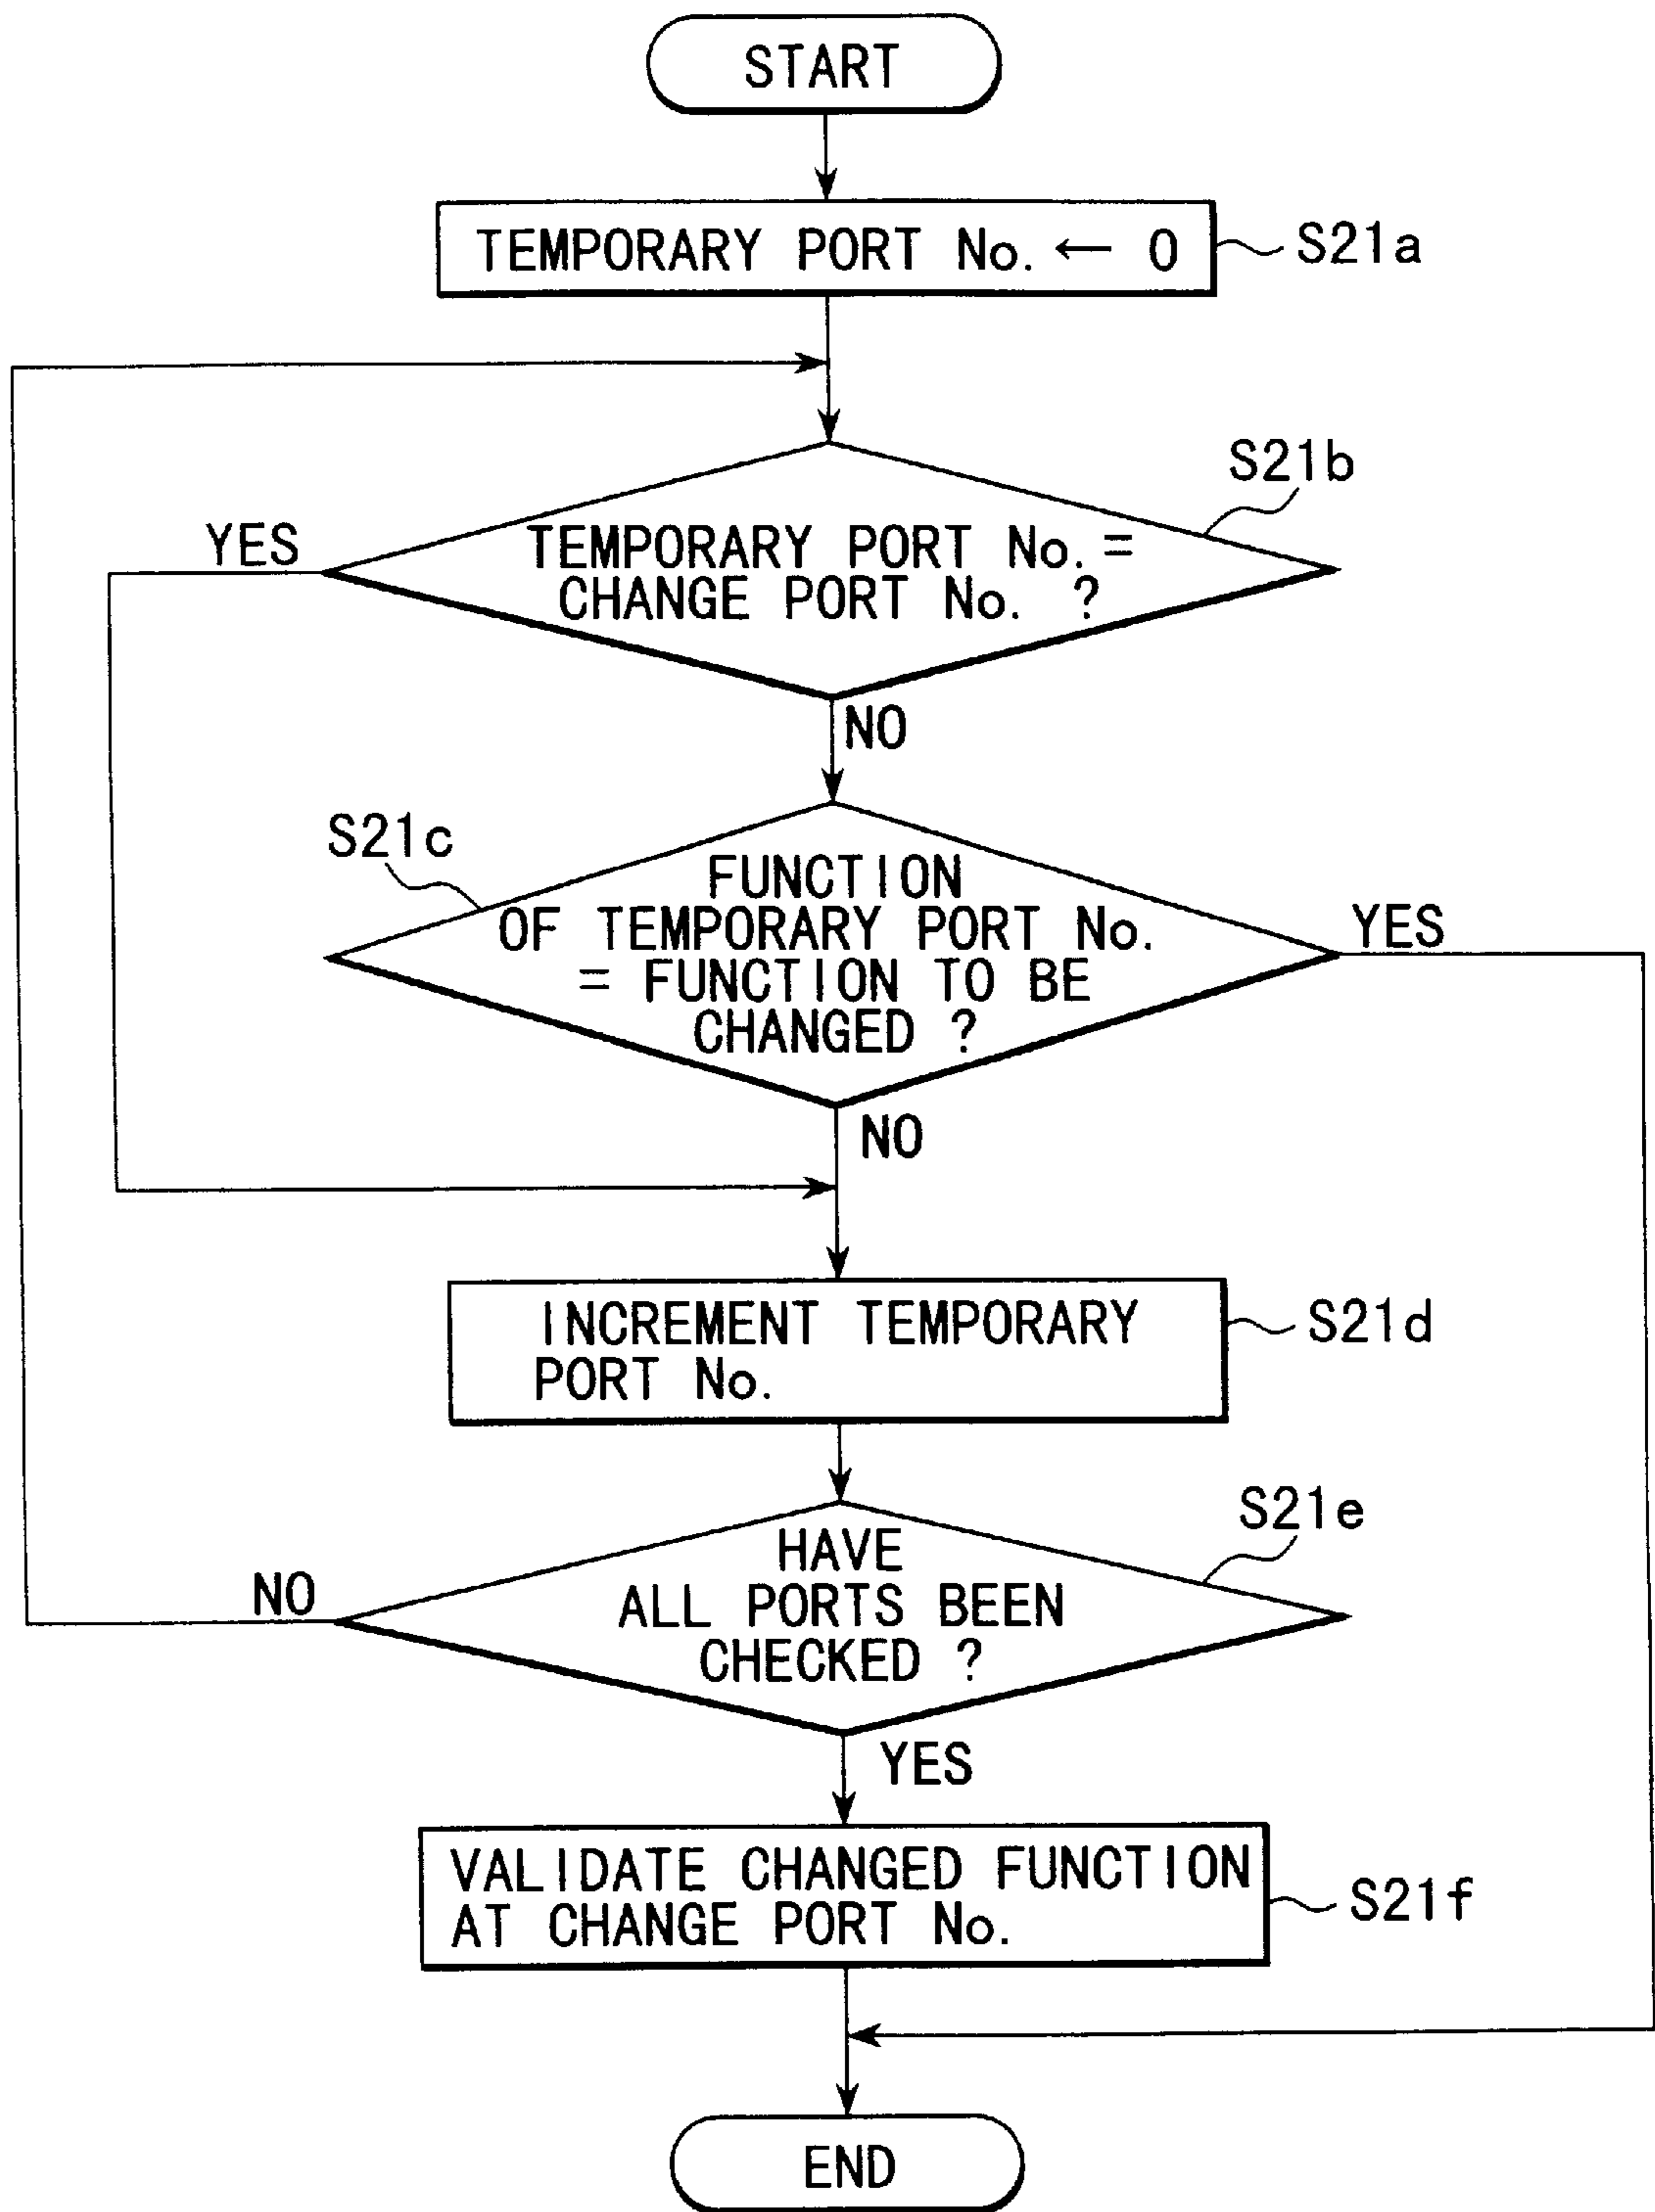 START
TEMPORARY PORT No. ← 0
S21a
S21b
YES
TEMPORARY PORT No. =
CHANGE PORT No. ?
NO
S21c
FUNCTION
OF TEMPORARY PORT No.
= FUNCTION TO BE
CHANGED ?
YES
NO
INCREMENT TEMPORARY
PORT No.
S21d
S21e
HAVE
ALL PORTS BEEN
CHECKED ?
NO
YES
VALIDATE CHANGED FUNCTION
AT CHANGE PORT No.
S21f
END